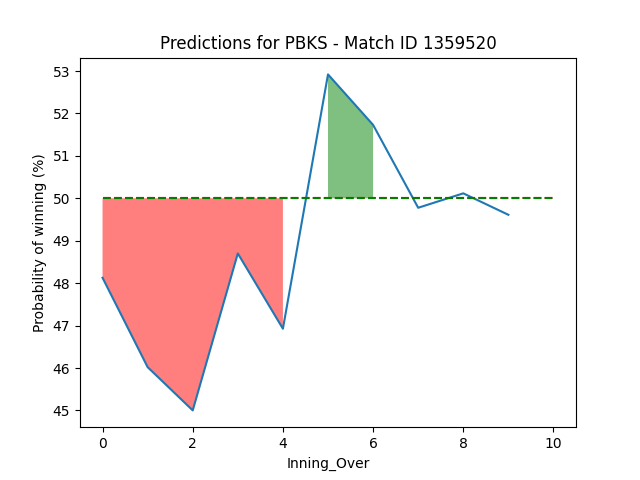 Predictions for PBKS - Match ID 1359520
Probability of winning (%)
53
52
51
50
49
48
47
46
45
0 2 4 6 8 10
Inning_Over